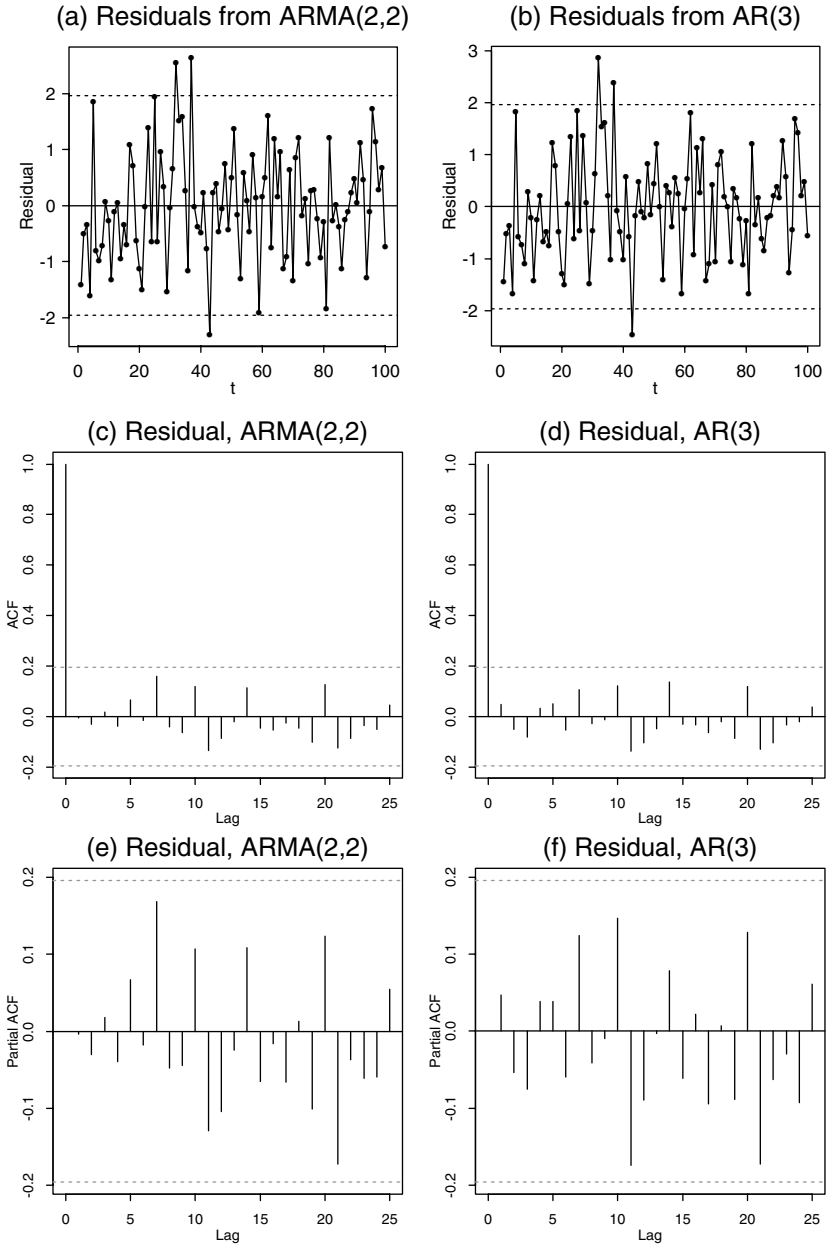 (a) Residuals from ARMA(2,2)
Residual
2
1
0
-1
-2
0 20 40 60 80 100
t
(b) Residuals from AR(3)
Residual
3
2
1
0
-1
-2
0 20 40 60 80 100
t
(c) Residual, ARMA(2,2)
ACF
1.0
0.8
0.6
0.4
0.2
0.0
-0.2
0 5 10 15 20 25
Lag
(d) Residual, AR(3)
ACF
1.0
0.8
0.6
0.4
0.2
0.0
-0.2
0 5 10 15 20 25
Lag
(e) Residual, ARMA(2,2)
Partial ACF
0.2
0.1
0.0
-0.1
-0.2
0 5 10 15 20 25
Lag
(f) Residual, AR(3)
Partial ACF
0.2
0.1
0.0
-0.1
-0.2
0 5 10 15 20 25
Lag